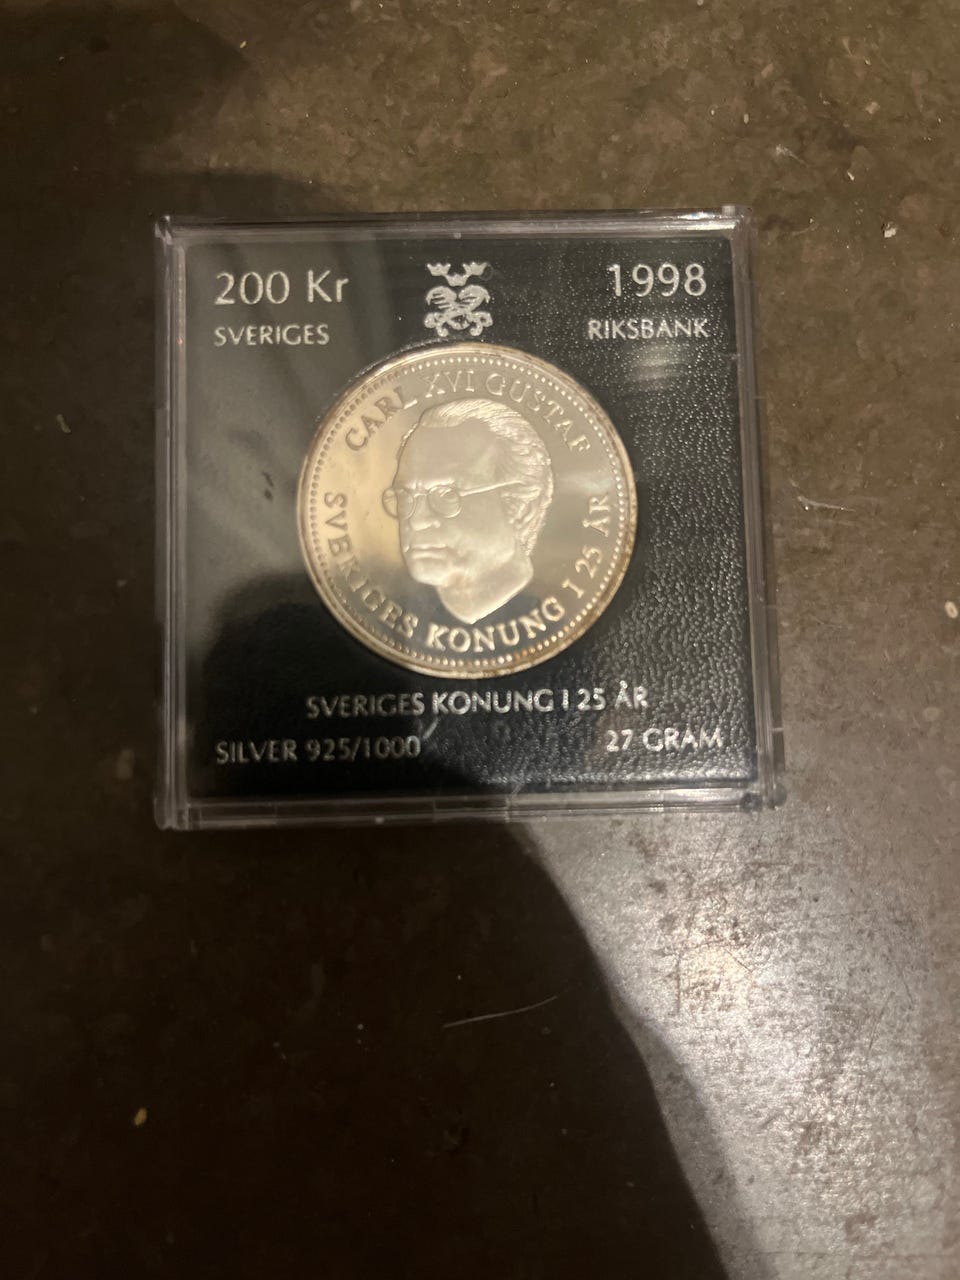 200 Kr
1998
SVERIGES
RIKSBANK
CARL XVI GUSTAF
SVERIGES KONUNG I 25 ÅR
SVERIGES KONUNG I 25 ÅR
SILVER 925/1000
27 GRAM